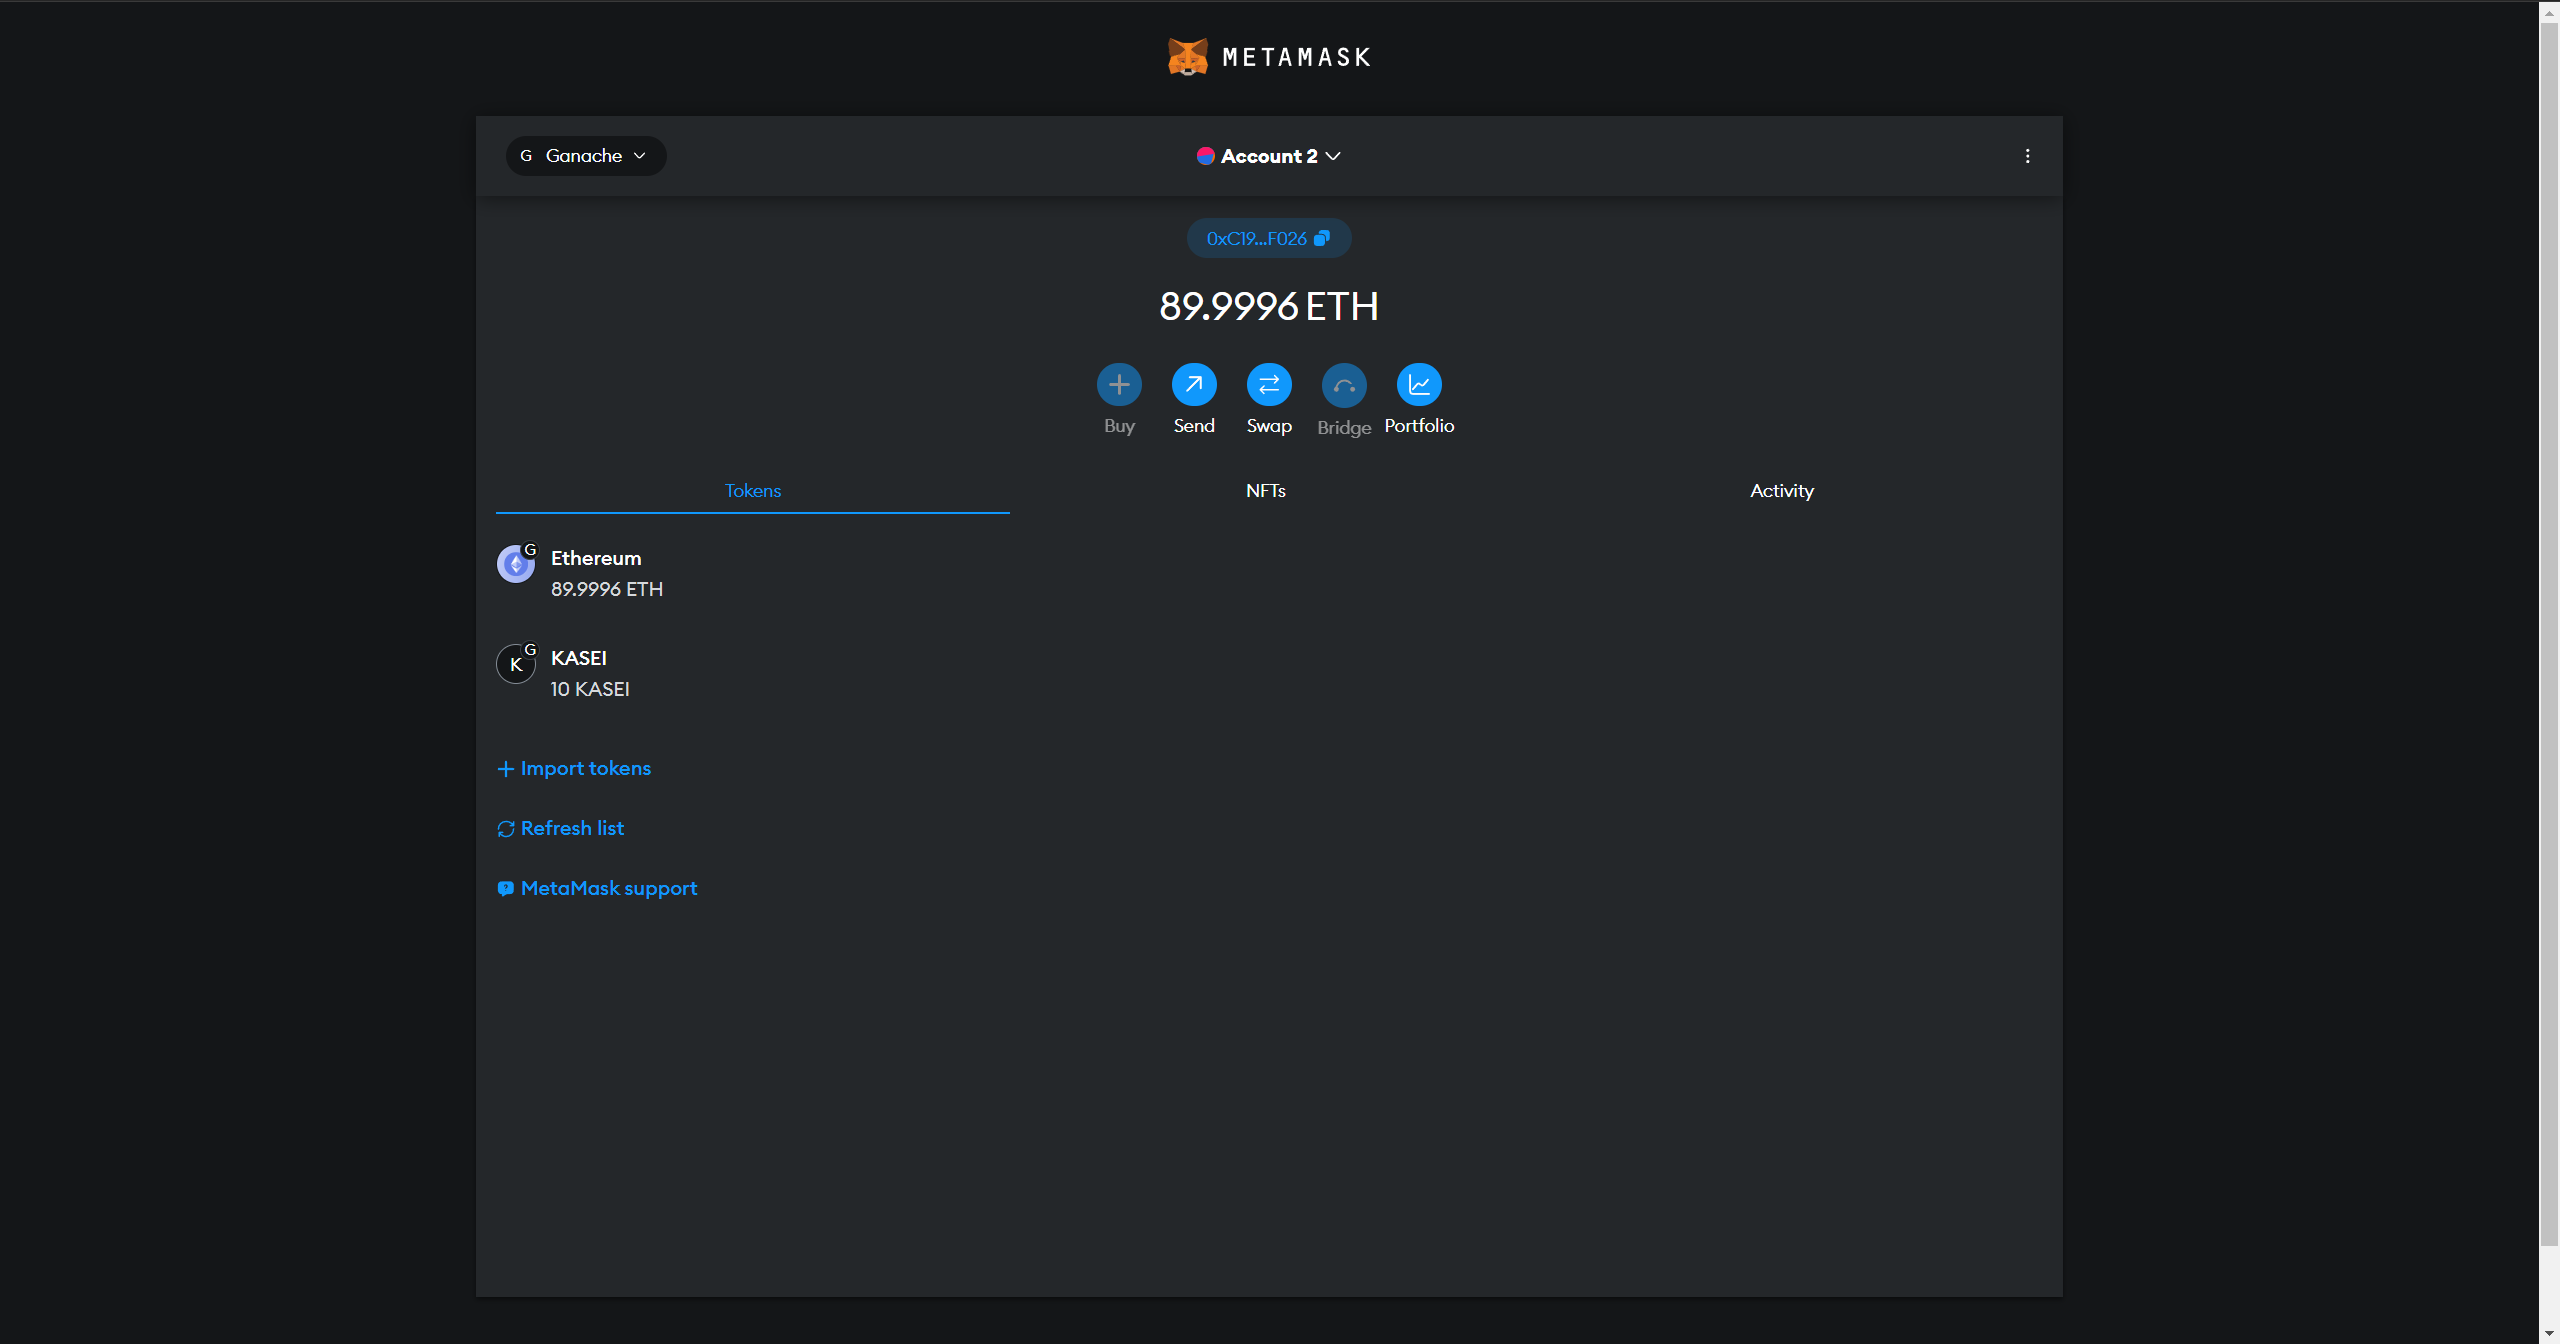 METAMASK
G Ganache
Account 2
0xC19...F026
89.9996 ETH
Buy Send Swap Bridge Portfolio
Tokens NFTs Activity
G
Ethereum
89.9996 ETH
K G
KASEI
10 KASEI
Import tokens
Refresh list
MetaMask support